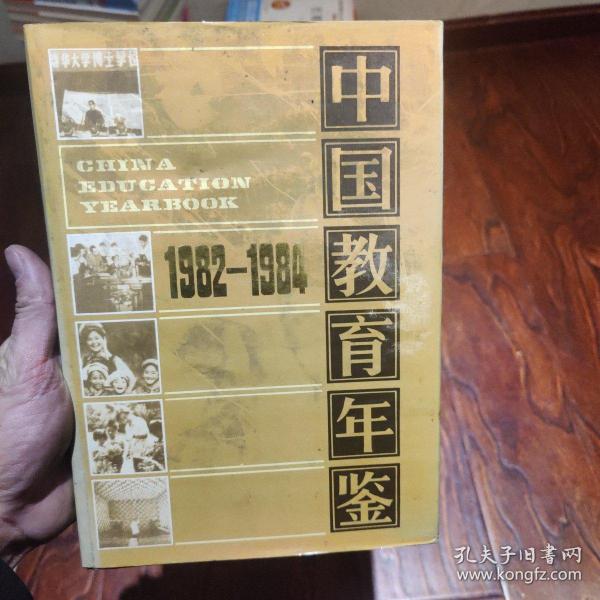 CHINA
EDUCATION
YEARBOOK
1982-1984
中国教育年鉴
孔夫子旧書网
www.kongfz.com